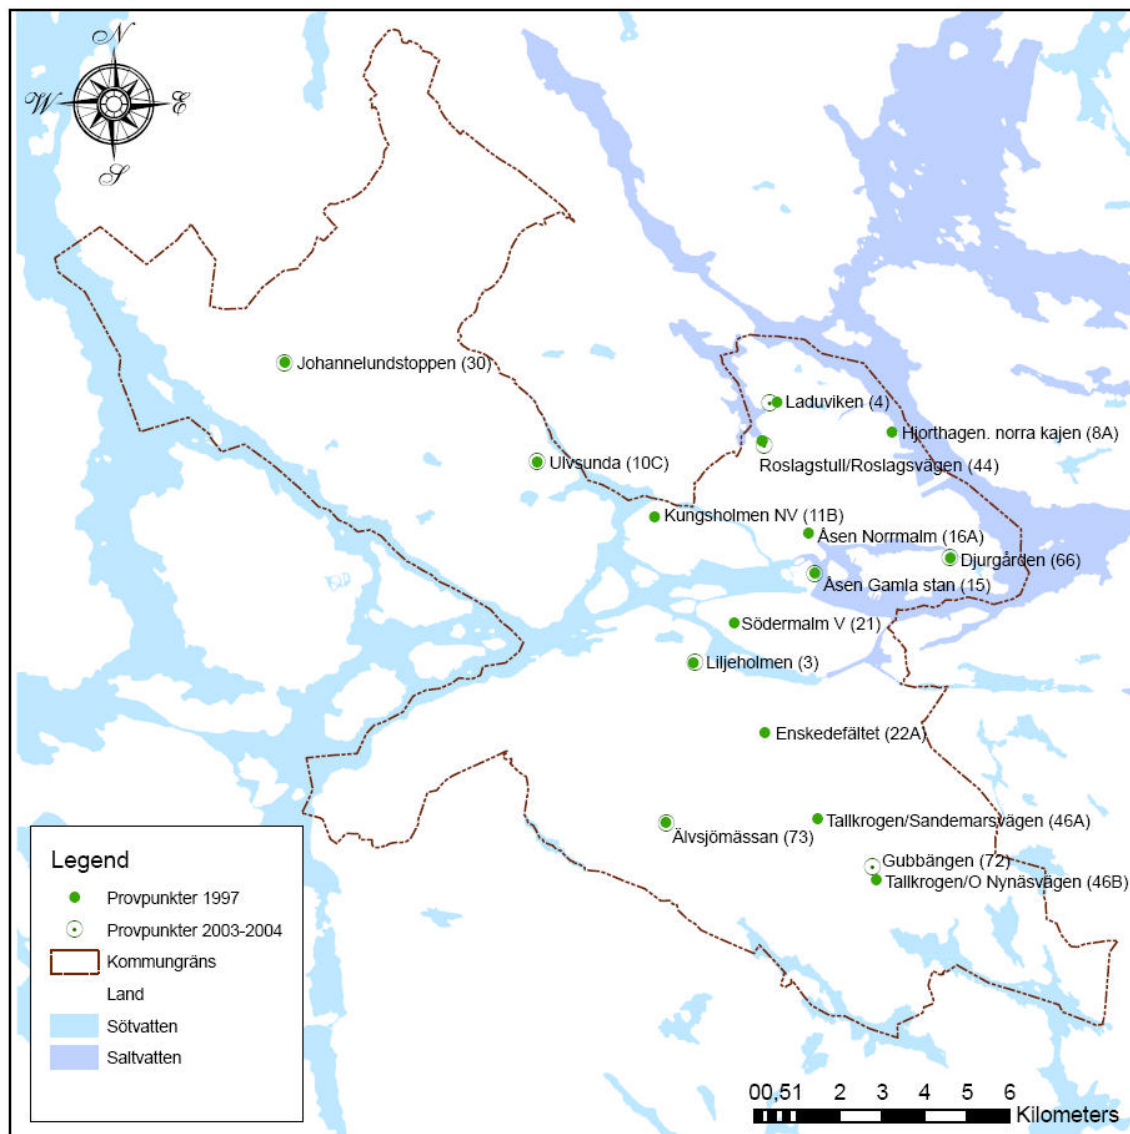 N
W
E
S
Johannelundstoppen (30)
Laduviken (4)
Hjorthagen. norra kajen (8A)
Roslagstull/Roslagsvägen (44)
Ulvsunda (10C)
Kungsholmen NV (11B)
Åsen Norrmalm (16A)
Djurgården (66)
Åsen Gamla stan (15)
Södermalm V (21)
Liljeholmen (3)
Enskedefältet (22A)
Tallkrogen/Sandemarsvägen (46A)
Älvsjömässan (73)
Gubbängen (72)
Tallkrogen/O Nynäsvägen (46B)
Legend
Provpunkter 1997
Provpunkter 2003-2004
Kommungräns
Land
Sötvatten
Saltvatten
00,51 2 3 4 5 6
Kilometers